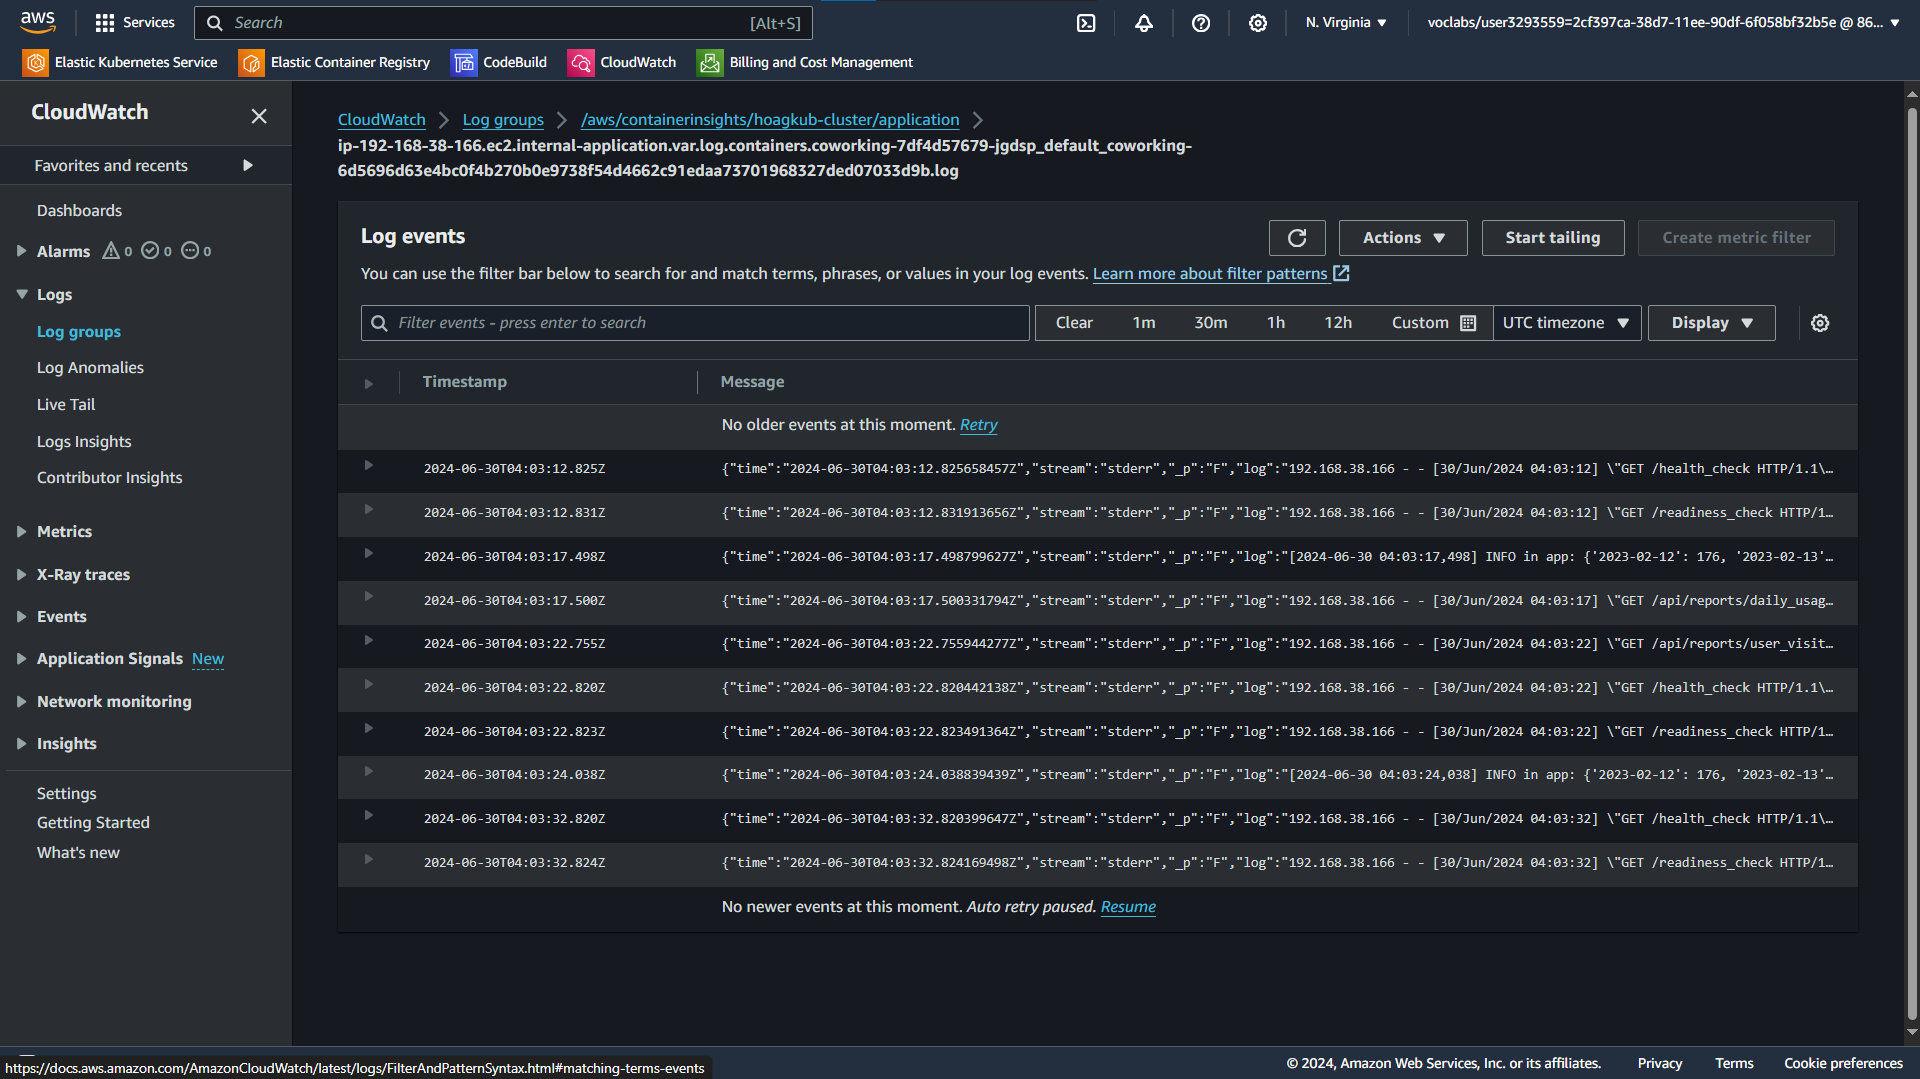 aws
Services
Search
[Alt+S]
N. Virginia
voclabs/user3293559=2cf397ca-38d7-11ee-90df-6f058bf32b5e @ 86...
Elastic Kubernetes Service
Elastic Container Registry
CodeBuild
CloudWatch
Billing and Cost Management
CloudWatch
Favorites and recents
Dashboards
Alarms 0 0 0
Logs
Log groups
Log Anomalies
Live Tail
Logs Insights
Contributor Insights
Metrics
X-Ray traces
Events
Application Signals New
Network monitoring
Insights
Settings
Getting Started
What's new
CloudWatch
Log groups
/aws/containerinsights/hoagkub-cluster/application
ip-192-168-38-166.ec2.internal-application.var.log.containers.coworking-7df4d57679-jgdsp_default_coworking-
6d5696d63e4bc0f4b270b0e9738f54d4662c91edaa73701968327ded07033d9b.log
Log events
Actions
Start tailing
Create metric filter
You can use the filter bar below to search for and match terms, phrases, or values in your log events. Learn more about filter patterns
Filter events - press enter to search
Clear
1m
30m
1h
12h
Custom
UTC timezone
Display
Timestamp
Message
No older events at this moment. Retry
2024-06-30T04:03:12.825Z {"time":"2024-06-30T04:03:12.825658457Z","stream":"stderr","_p":"F","log":"192.168.38.166 - - [30/Jun/2024 04:03:12] \"GET /health_check HTTP/1.1\...
2024-06-30T04:03:12.831Z {"time":"2024-06-30T04:03:12.831913656Z","stream":"stderr","_p":"F","log":"192.168.38.166 - - [30/Jun/2024 04:03:12] \"GET /readiness_check HTTP/1...
2024-06-30T04:03:17.498Z {"time":"2024-06-30T04:03:17.498799627Z","stream":"stderr","_p":"F","log":"[2024-06-30 04:03:17,498] INFO in app: {'2023-02-12': 176, '2023-02-13'...
2024-06-30T04:03:17.500Z {"time":"2024-06-30T04:03:17.500331794Z","stream":"stderr","_p":"F","log":"192.168.38.166 - - [30/Jun/2024 04:03:17] \"GET /api/reports/daily_usag...
2024-06-30T04:03:22.755Z {"time":"2024-06-30T04:03:22.755944277Z","stream":"stderr","_p":"F","log":"192.168.38.166 - - [30/Jun/2024 04:03:22] \"GET /api/reports/user_visit...
2024-06-30T04:03:22.820Z {"time":"2024-06-30T04:03:22.820442138Z","stream":"stderr","_p":"F","log":"192.168.38.166 - - [30/Jun/2024 04:03:22] \"GET /health_check HTTP/1.1\...
2024-06-30T04:03:22.823Z {"time":"2024-06-30T04:03:22.823491364Z","stream":"stderr","_p":"F","log":"192.168.38.166 - - [30/Jun/2024 04:03:22] \"GET /readiness_check HTTP/1...
2024-06-30T04:03:24.038Z {"time":"2024-06-30T04:03:24.038839439Z","stream":"stderr","_p":"F","log":"[2024-06-30 04:03:24,038] INFO in app: {'2023-02-12': 176, '2023-02-13'...
2024-06-30T04:03:32.820Z {"time":"2024-06-30T04:03:32.820399647Z","stream":"stderr","_p":"F","log":"192.168.38.166 - - [30/Jun/2024 04:03:32] \"GET /health_check HTTP/1.1\...
2024-06-30T04:03:32.824Z {"time":"2024-06-30T04:03:32.824169498Z","stream":"stderr","_p":"F","log":"192.168.38.166 - - [30/Jun/2024 04:03:32] \"GET /readiness_check HTTP/1...
No newer events at this moment. Auto retry paused. Resume
https://docs.aws.amazon.com/AmazonCloudWatch/latest/logs/FilterAndPatternSyntax.html#matching-terms-events
© 2024, Amazon Web Services, Inc. or its affiliates.
Privacy
Terms
Cookie preferences